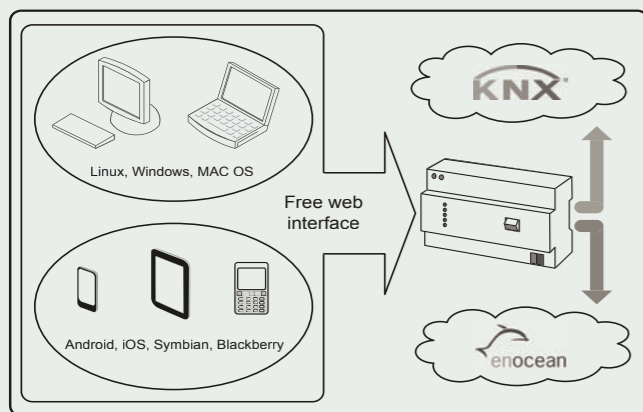 Linux, Windows, MAC OS
Free web
interface
Android, iOS, Symbian, Blackberry
KNX®
enocean